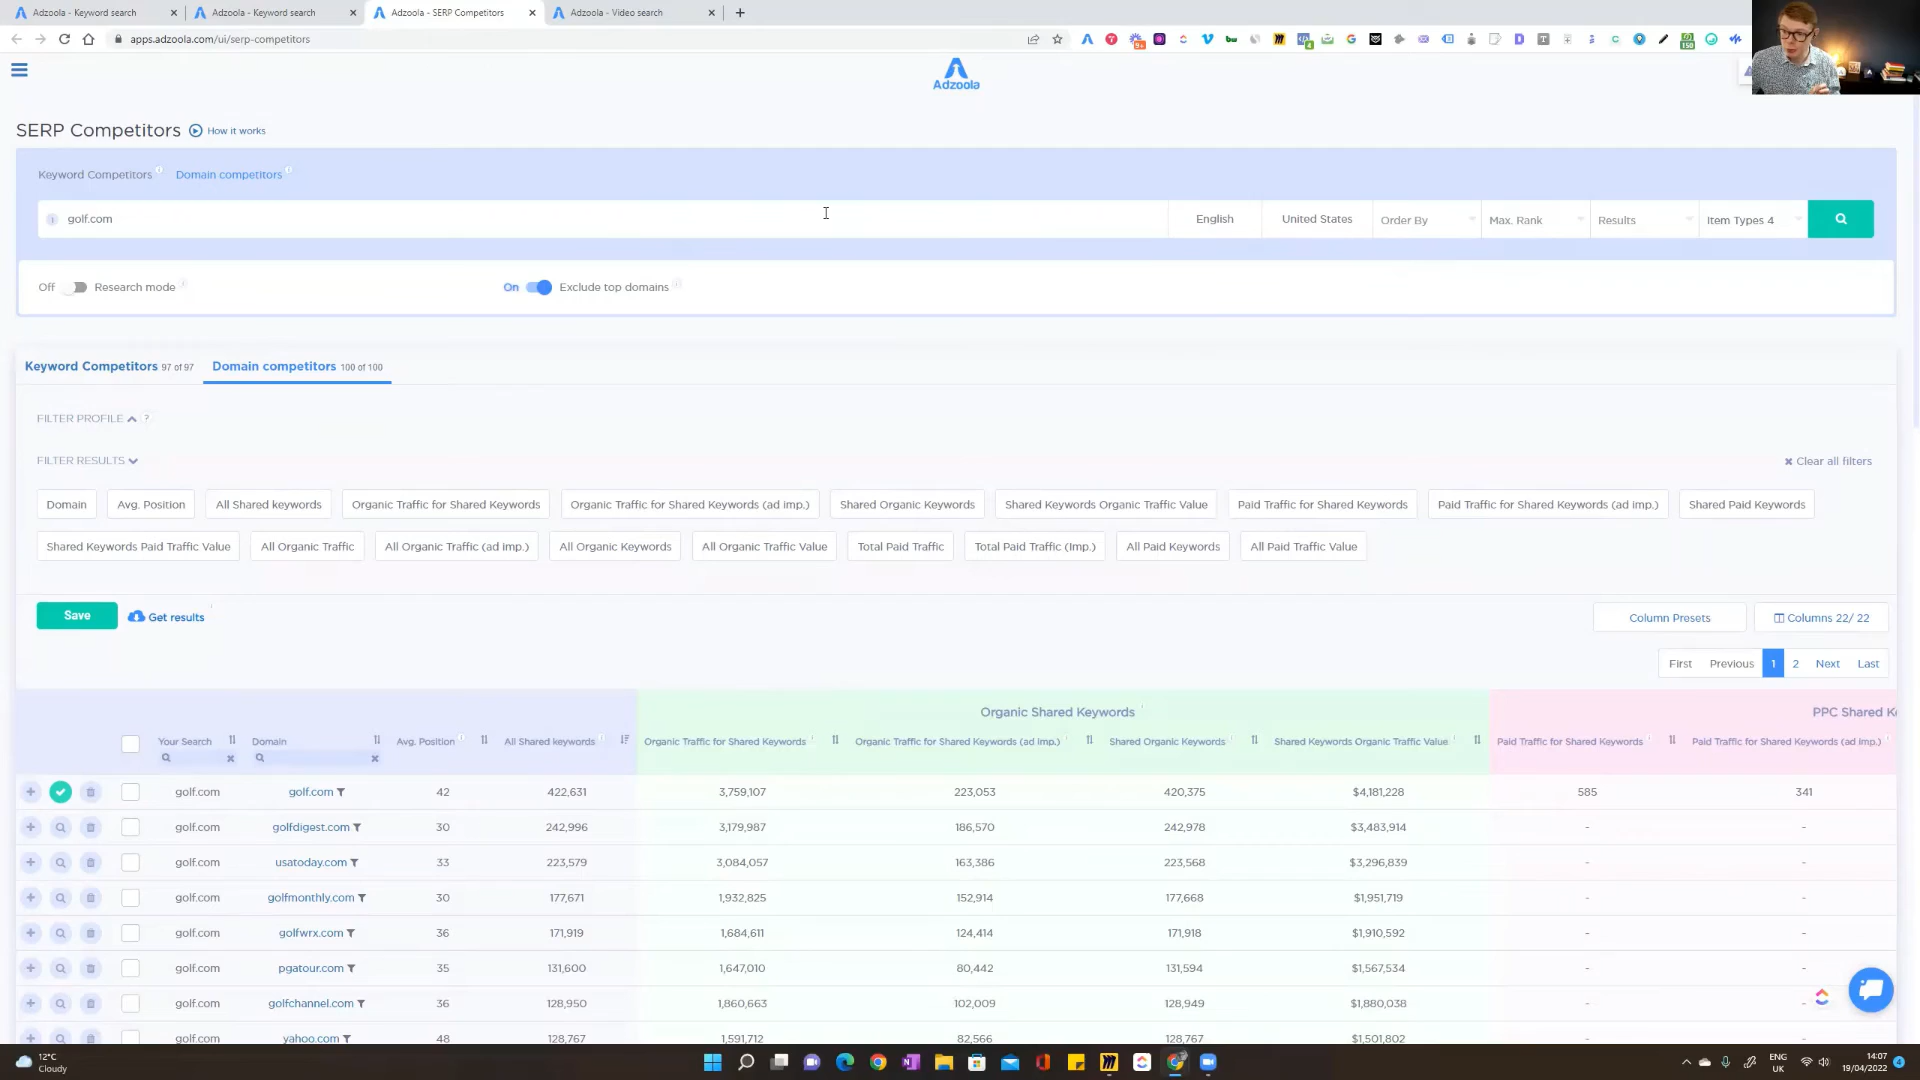 Adzoola - Keyword search
Adzoola - Keyword search
Adzoola - SERP Competitors
Adzoola - Video search
apps.adzoola.com/ui/serp-competitors
9+
4
150
Adzoola
SERP Competitors How it works
Keyword Competitors Domain competitors
golf.com English United States Order By Max. Rank Results Item Types 4
Off Research mode On Exclude top domains
Keyword Competitors 97 of 97 Domain competitors 100 of 100
FILTER PROFILE ?
FILTER RESULTS Clear all filters
Domain Avg. Position All Shared keywords Organic Traffic for Shared Keywords Organic Traffic for Shared Keywords (ad imp.) Shared Organic Keywords Shared Keywords Organic Traffic Value Paid Traffic for Shared Keywords Paid Traffic for Shared Keywords (ad imp.) Shared Paid Keywords
Shared Keywords Paid Traffic Value All Organic Traffic All Organic Traffic (ad imp.) All Organic Keywords All Organic Traffic Value Total Paid Traffic Total Paid Traffic (Imp.) All Paid Keywords All Paid Traffic Value
Save Get results Column Presets Columns 22/ 22
First Previous 1 2 Next Last
Organic Shared Keywords PPC Shared K
Your Search Domain Avg. Position All Shared keywords Organic Traffic for Shared Keywords Organic Traffic for Shared Keywords (ad imp.) Shared Organic Keywords Shared Keywords Organic Traffic Value Paid Traffic for Shared Keywords Paid Traffic for Shared Keywords (ad imp.)
golf.com golf.com 42 422,631 3,759,107 223,053 420,375 $4,181,228 585 341
golf.com golfdigest.com 30 242,996 3,179,987 186,570 242,978 $3,483,914 - -
golf.com usatoday.com 33 223,579 3,084,057 163,386 223,568 $3,296,839 - -
golf.com golfmonthly.com 30 177,671 1,932,825 152,914 177,668 $1,951,719 - -
golf.com golfwrx.com 36 171,919 1,684,611 124,414 171,918 $1,910,592 - -
golf.com pgatour.com 35 131,600 1,647,010 80,442 131,594 $1,567,534 - -
golf.com golfchannel.com 36 128,950 1,860,663 102,009 128,949 $1,880,038 - -
golf.com yahoo.com 48 128,767 1,591,712 82,566 128,767 $1,501,802 - -
12°C
Cloudy
ENG
UK
14:07
19/04/2022
4